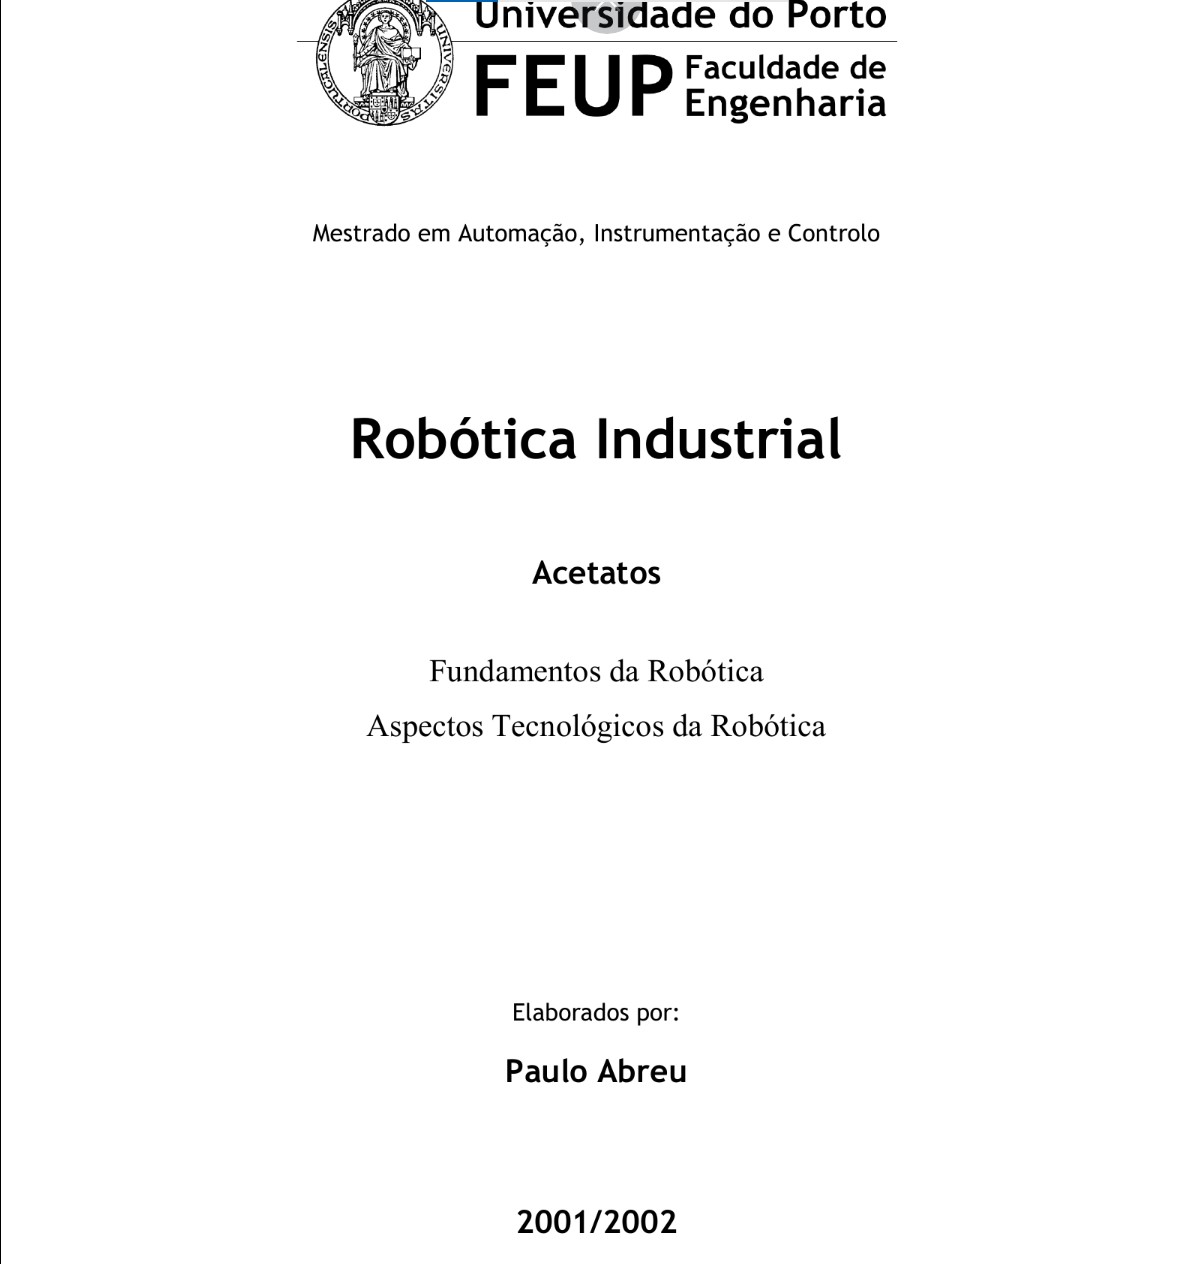 Universidade do Porto
FEUP
Faculdade de
Engenharia
PORTUCALENSIS
UNIVERSITAS
Mestrado em Automação, Instrumentação e Controlo
Robótica Industrial
Acetatos
Fundamentos da Robótica
Aspectos Tecnológicos da Robótica
Elaborados por:
Paulo Abreu
2001/2002